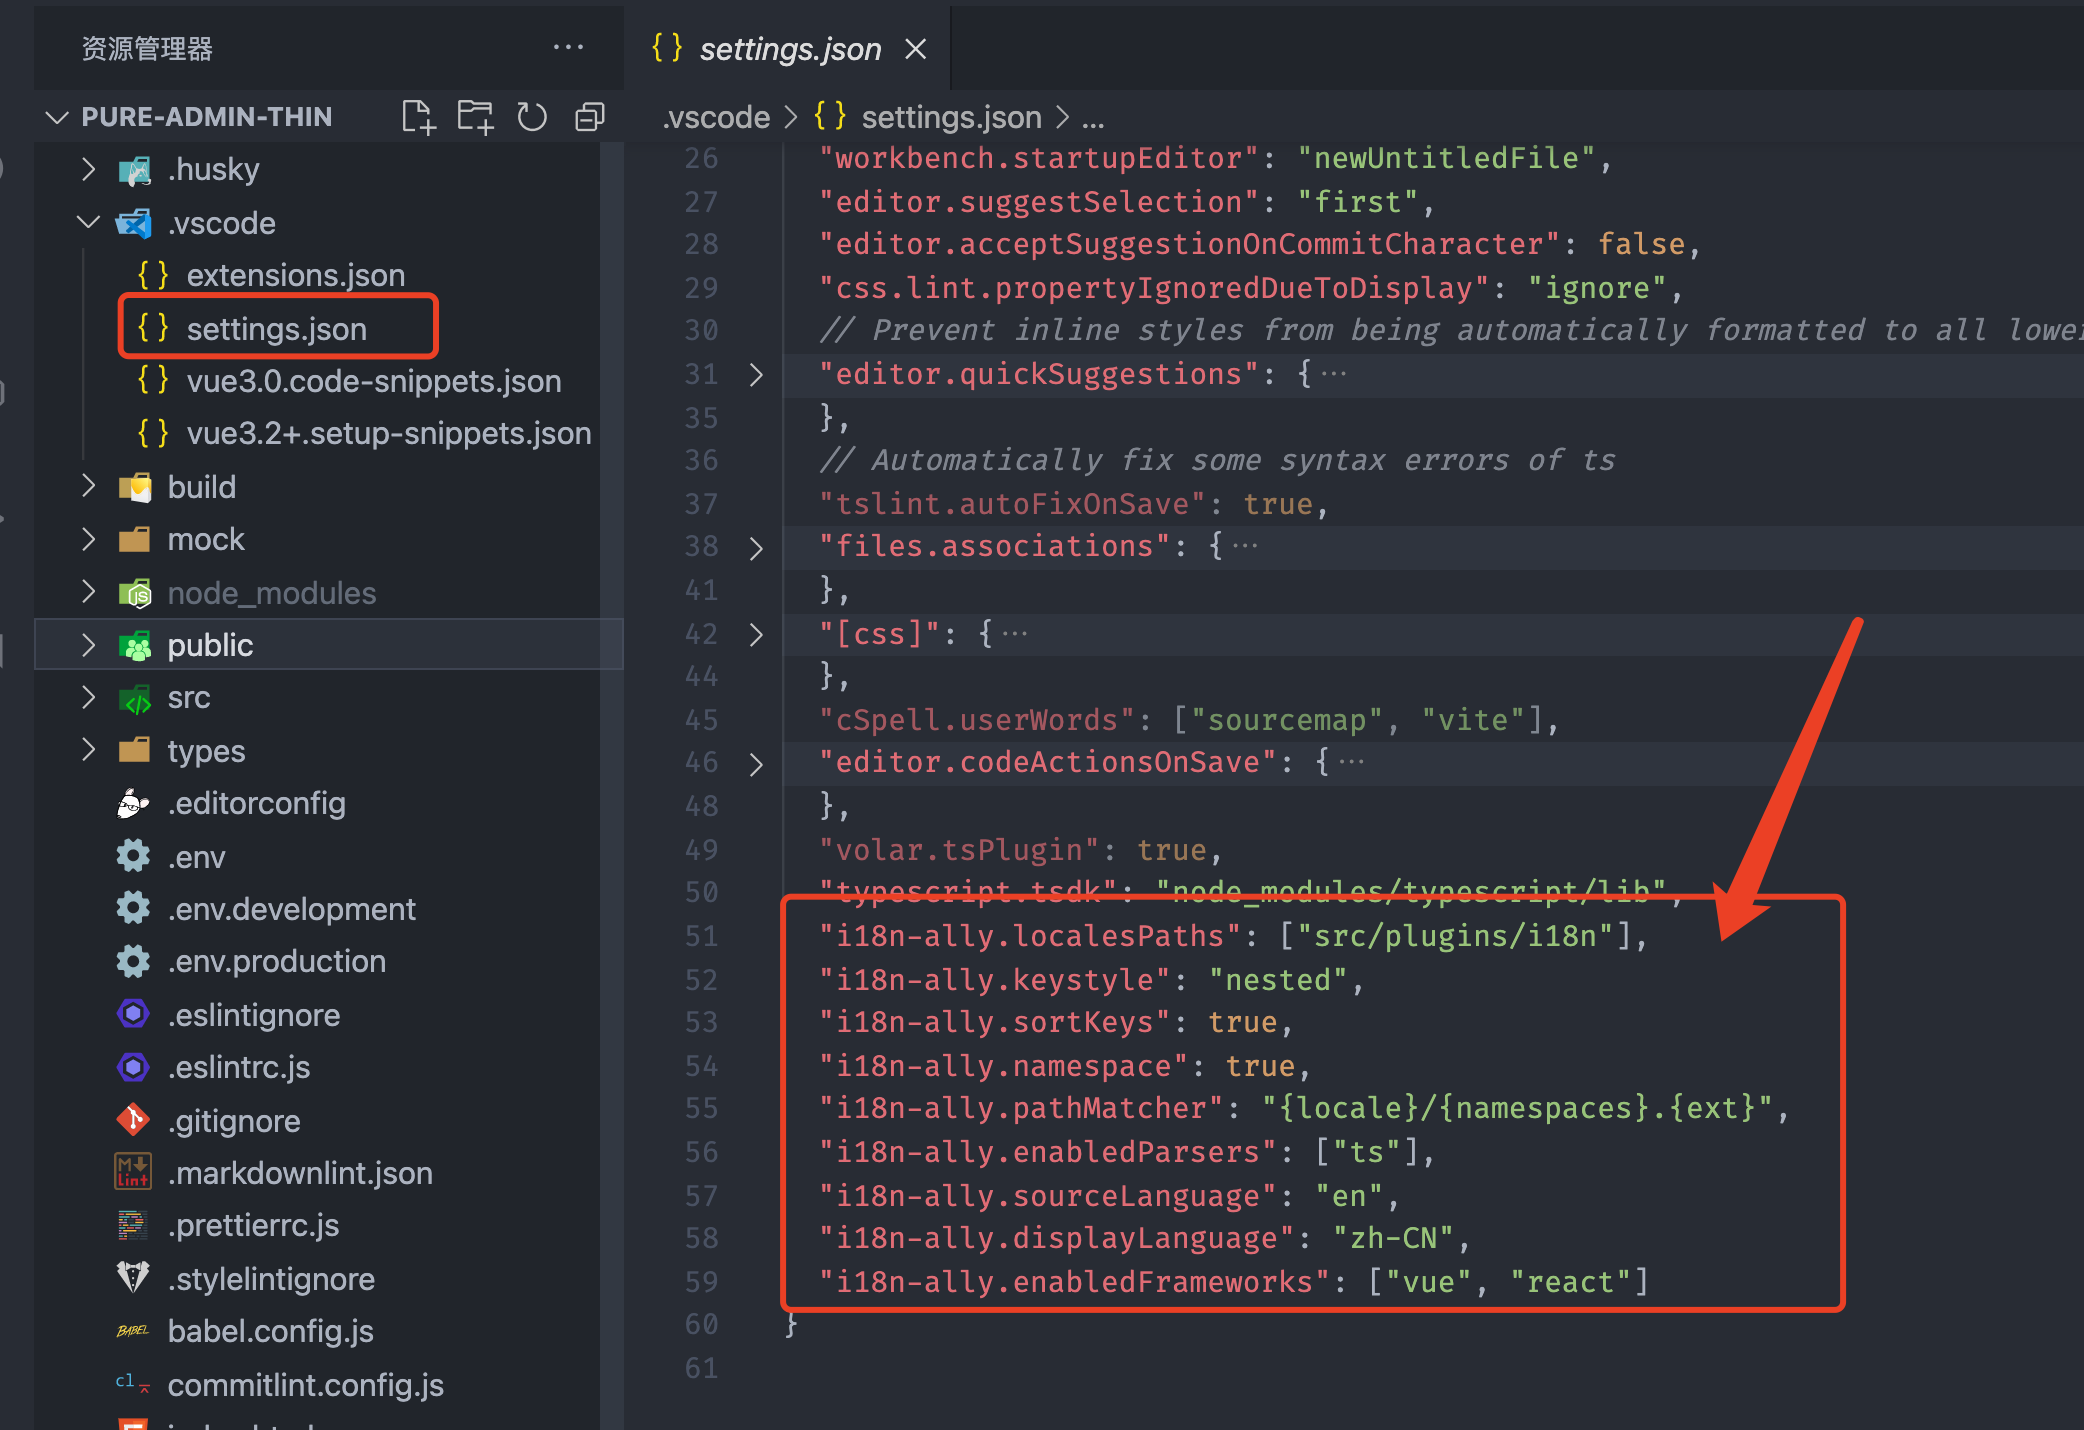 资源管理器
PURE-ADMIN-THIN
.husky
.vscode
extensions.json
settings.json
vue3.0.code-snippets.json
vue3.2+.setup-snippets.json
build
mock
node_modules
public
src
types
.editorconfig
.env
.env.development
.env.production
.eslintignore
.eslintrc.js
.gitignore
.markdownlint.json
.prettierrc.js
.stylelintignore
babel.config.js
commitlint.config.js
{} settings.json ×
.vscode > {} settings.json > ...
26 "workbench.startupEditor": "newUntitledFile",
27 "editor.suggestSelection": "first",
28 "editor.acceptSuggestionOnCommitCharacter": false,
29 "css.lint.propertyIgnoredDueToDisplay": "ignore",
30 // Prevent inline styles from being automatically formatted to all lower
31 "editor.quickSuggestions": {···
35 },
36 // Automatically fix some syntax errors of ts
37 "tslint.autoFixOnSave": true,
38 "files.associations": {···
41 },
42 "[css]": {···
44 },
45 "cSpell.userWords": ["sourcemap", "vite"],
46 "editor.codeActionsOnSave": {···
48 },
49 "volar.tsPlugin": true,
50 "typescript.tsdk": "node_modules/typescript/lib",
51 "i18n-ally.localesPaths": ["src/plugins/i18n"],
52 "i18n-ally.keystyle": "nested",
53 "i18n-ally.sortKeys": true,
54 "i18n-ally.namespace": true,
55 "i18n-ally.pathMatcher": "{locale}/{namespaces}.{ext}",
56 "i18n-ally.enabledParsers": ["ts"],
57 "i18n-ally.sourceLanguage": "en",
58 "i18n-ally.displayLanguage": "zh-CN",
59 "i18n-ally.enabledFrameworks": ["vue", "react"]
60 }
61